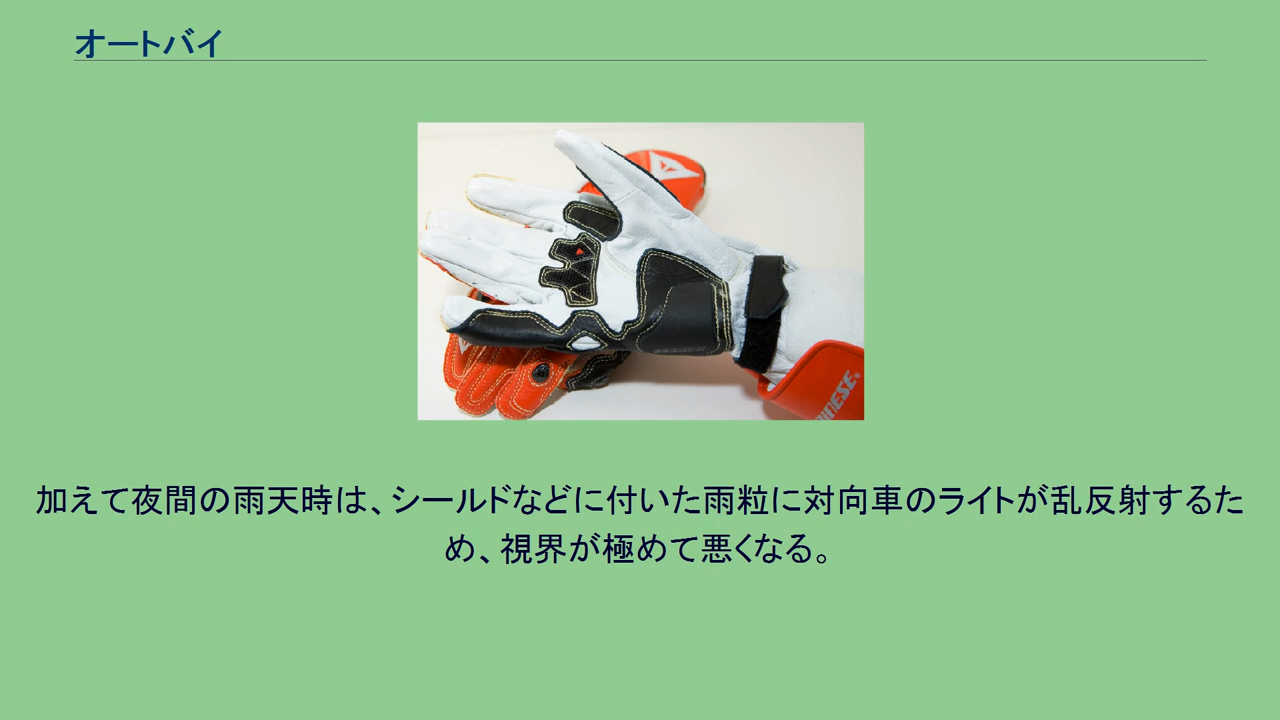 オートバイ
加えて夜間の雨天時は、シールドなどに付いた雨粒に対向車のライトが乱反射するた
め、視界が極めて悪くなる。